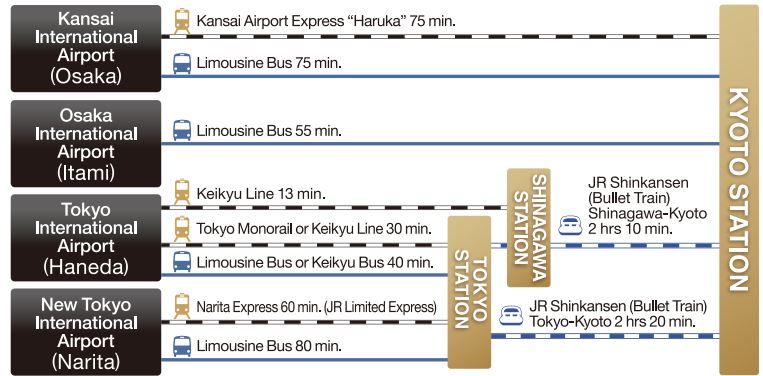 Kansai
International
Airport
(Osaka)
Kansai Airport Express “Haruka” 75 min.
Limousine Bus 75 min.
Osaka
International
Airport
(Itami)
Limousine Bus 55 min.
Tokyo
International
Airport
(Haneda)
Keikyu Line 13 min.
Tokyo Monorail or Keikyu Line 30 min.
Limousine Bus or Keikyu Bus 40 min.
New Tokyo
International
Airport
(Narita)
Narita Express 60 min. (JR Limited Express)
Limousine Bus 80 min.
SHINAGAWA
STATION
TOKYO
STATION
JR Shinkansen
(Bullet Train)
Shinagawa-Kyoto
2 hrs 10 min.
JR Shinkansen (Bullet Train)
Tokyo-Kyoto 2 hrs 20 min.
KYOTO STATION